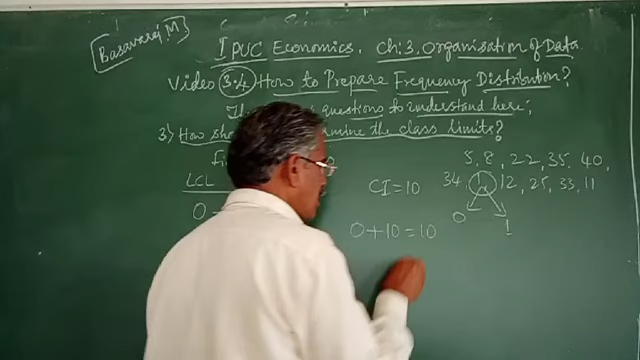 Basavaraj M
I PUC Economics. Ch:3. Organisation of Data
Video 3.4 How to Prepare Frequency Distribution?
questions to understand here;
3) How mine the class limits?
5, 8, 22, 35, 40,
LCL CI=10 34, 1, 12, 25, 33, 11
0 0 1
0+10=10